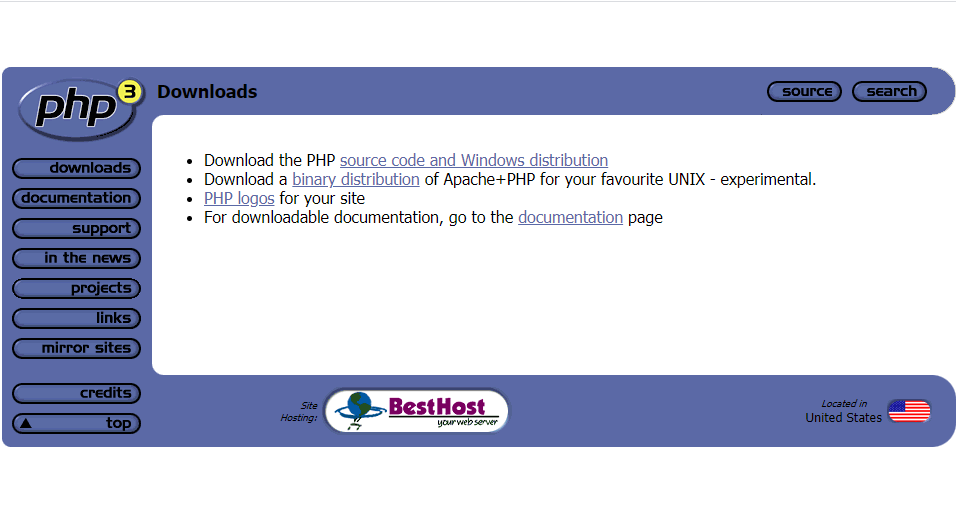 php 3
Downloads
source
search
downloads
documentation
support
in the news
projects
links
mirror sites
credits
top
• Download the PHP source code and Windows distribution
• Download a binary distribution of Apache+PHP for your favourite UNIX - experimental.
• PHP logos for your site
• For downloadable documentation, go to the documentation page
Site
Hosting:
BestHost
your web server
Located in
United States